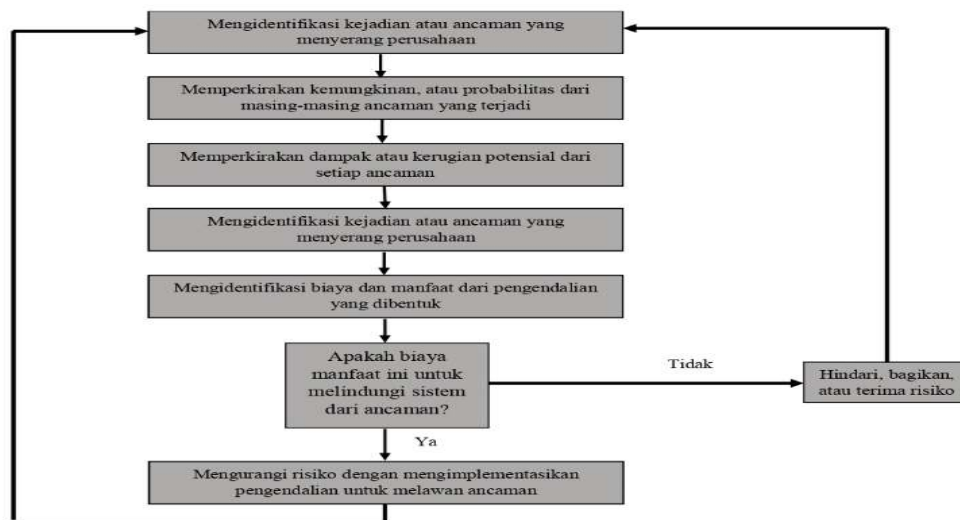 Mengidentifikasi kejadian atau ancaman yang
menyerang perusahaan
Memperkirakan kemungkinan, atau probabilitas dari
masing-masing ancaman yang terjadi
Memperkirakan dampak atau kerugian potensial dari
setiap ancaman
Mengidentifikasi kejadian atau ancaman yang
menyerang perusahaan
Mengidentifikasi biaya dan manfaat dari pengendalian
yang dibentuk
Apakah biaya
manfaat ini untuk
melindungi sistem
dari ancaman?
Tidak
Hindari, bagikan,
atau terima risiko
Ya
Mengurangi risiko dengan mengimplementasikan
pengendalian untuk melawan ancaman